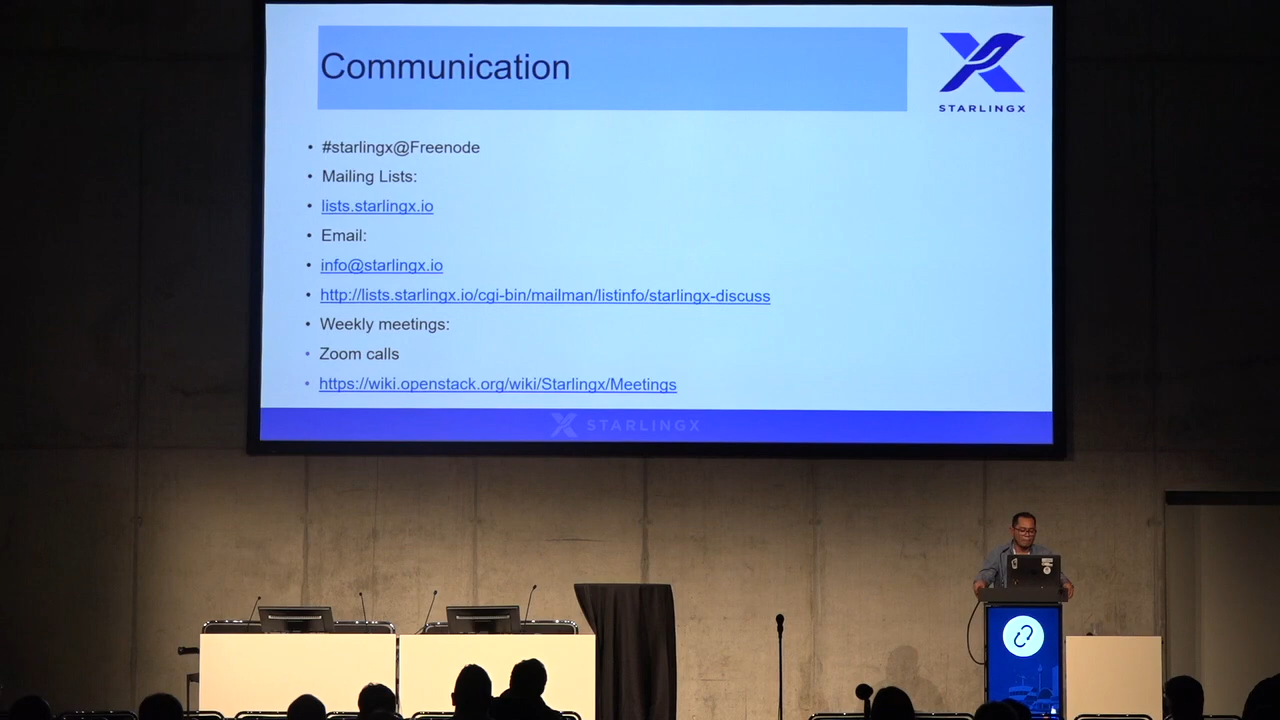 Communication
STARLINGX
#starlingx@Freenode
Mailing Lists:
lists.starlingx.io
Email:
info@starlingx.io
http://lists.starlingx.io/cgi-bin/mailman/listinfo/starlingx-discuss
Weekly meetings:
Zoom calls
https://wiki.openstack.org/wiki/Starlingx/Meetings
STARLINGX